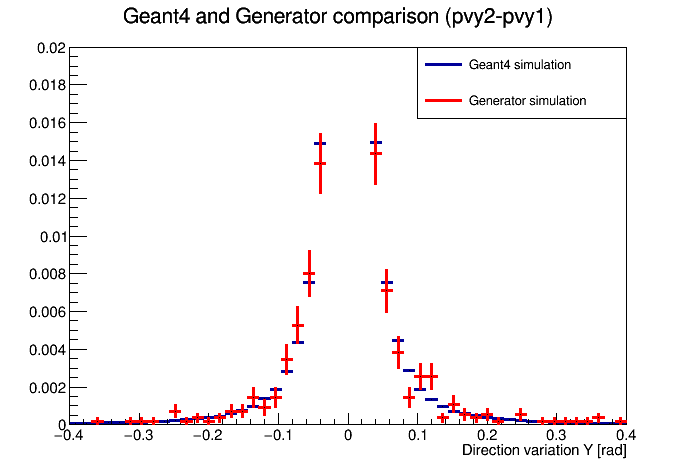 Geant4 and Generator comparison (pvy2-pvy1)
0.02
Geant4 simulation
0.018
Generator simulation
0.016
0.014
0.012
0.01
0.008
0.006
0.004
0.002
0
−0.4 −0.3 −0.2 −0.1 0 0.1 0.2 0.3 0.4
Direction variation Y [rad]